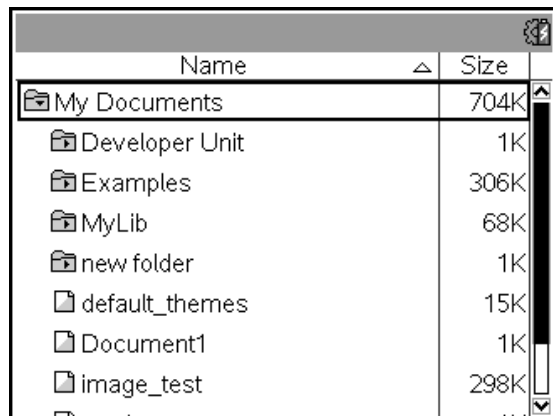 Name Size
My Documents 704K
Developer Unit 1K
Examples 306K
MyLib 68K
new folder 1K
default_themes 15K
Document1 1K
image_test 298K